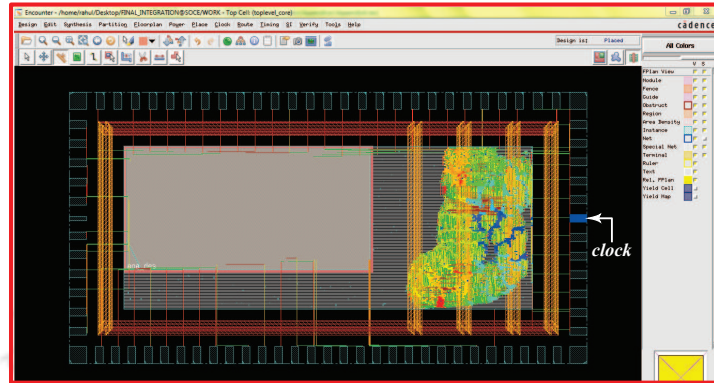 Encounter - /home/rahul/Desktop/FINAL_INTEGRATION@SOCE/WORK - Top Cell (toplevel_core)
Design Edit Synthesis Partition Floorplan Power Place Clock Route Timing SI Verify Tools Help
cādence
Design is: Placed
All Colors
V S
FPlan View
Module
Fence
Guide
Obstruct
Region
Area Density
Instance
Net
Special Net
Terminal
Ruler
Text
Rel. FPlan
Yield Cell
Yield Map
clock